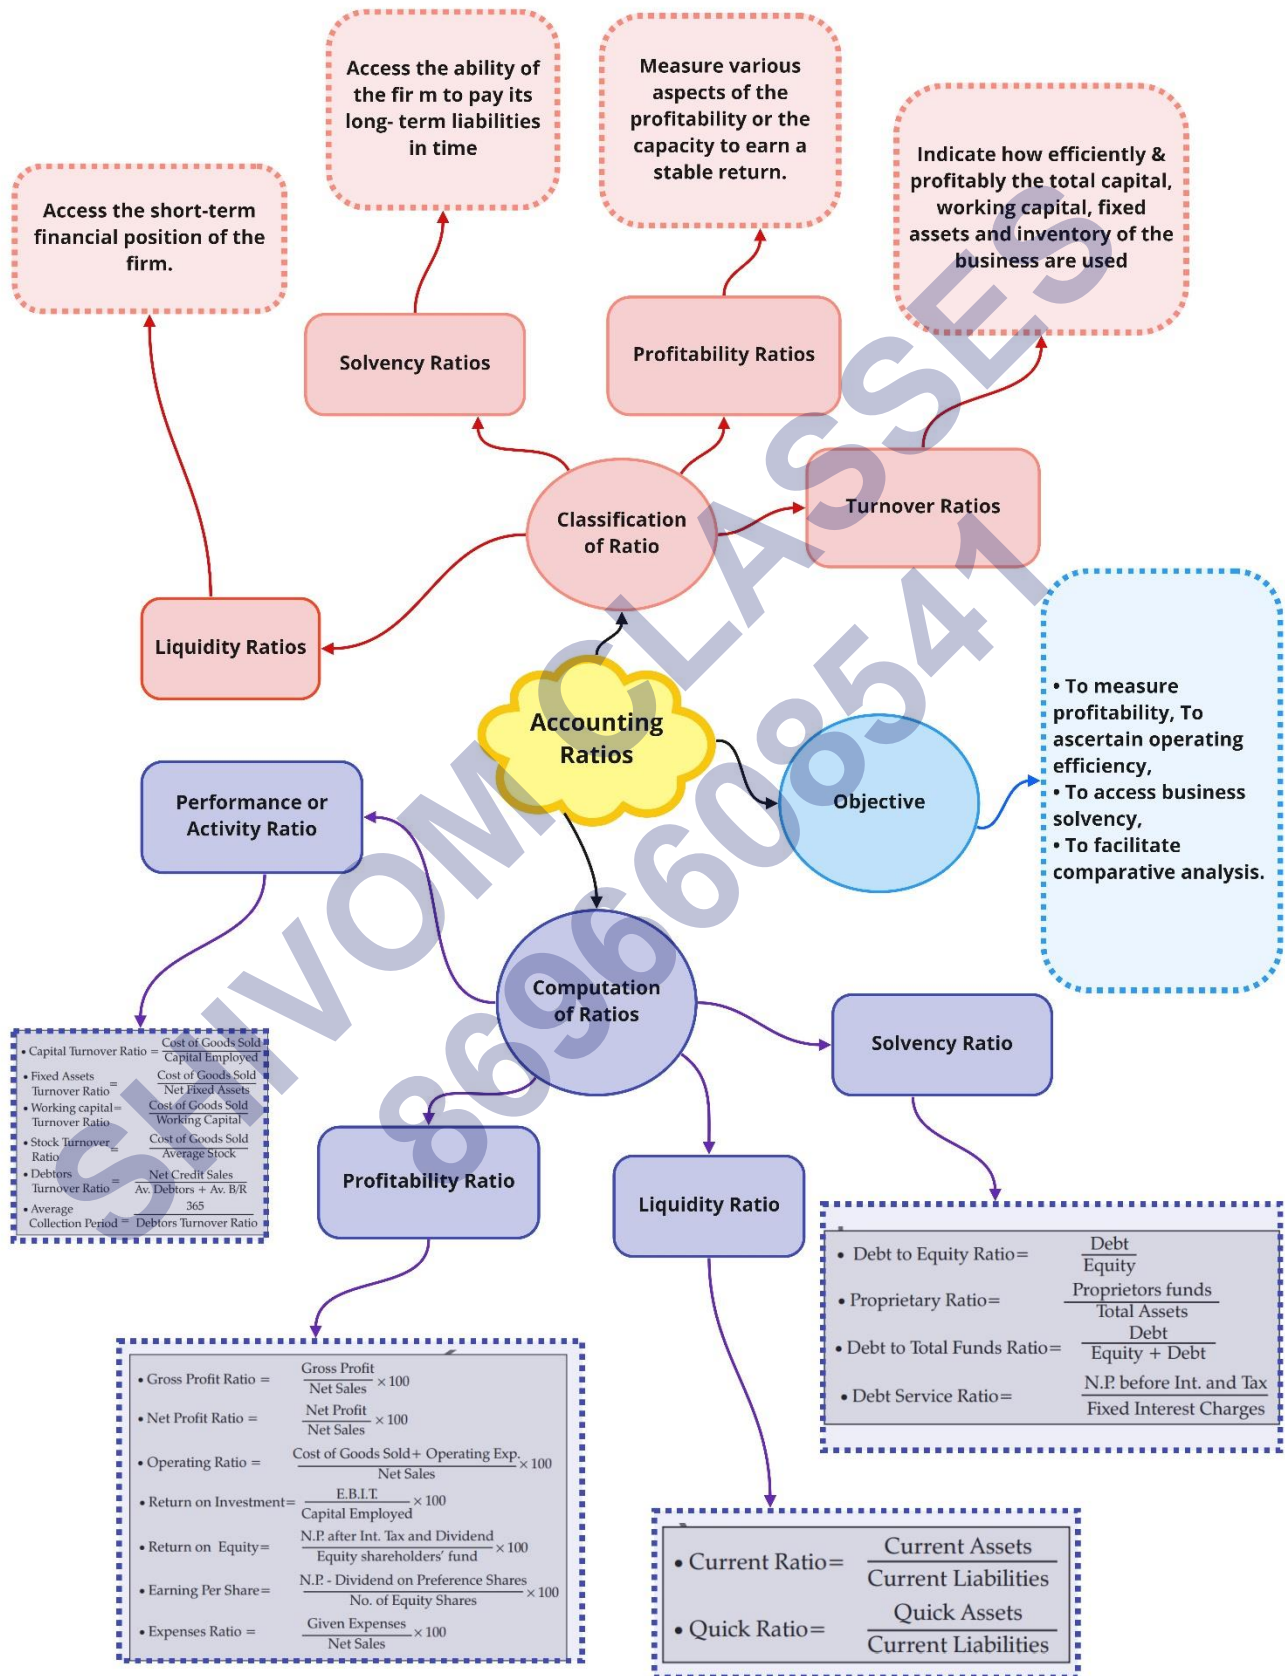 Access the ability of
the fir m to pay its
long- term liabilities
in time
Measure various
aspects of the
profitability or the
capacity to earn a
stable return.
Indicate how efficiently &
profitably the total capital,
working capital, fixed
assets and inventory of the
business are used
Access the short-term
financial position of the
firm.
Solvency Ratios
Profitability Ratios
Turnover Ratios
Classification
of Ratio
Liquidity Ratios
Accounting
Ratios
Objective
• To measure
profitability, To
ascertain operating
efficiency,
• To access business
solvency,
• To facilitate
comparative analysis.
Performance or
Activity Ratio
Computation
of Ratios
Solvency Ratio
Profitability Ratio
Liquidity Ratio
• Capital Turnover Ratio = Cost of Goods Sold
Capital Employed
• Fixed Assets
Turnover Ratio = Cost of Goods Sold
Net Fixed Assets
• Working capital=
Turnover Ratio Cost of Goods Sold
Working Capital
• Stock Turnover
Ratio = Cost of Goods Sold
Average Stock
• Debtors
Turnover Ratio = Net Credit Sales
Av. Debtors + Av. B/R
• Average
Collection Period = 365
Debtors Turnover Ratio
• Debt to Equity Ratio= Debt
Equity
• Proprietary Ratio= Proprietors funds
Total Assets
• Debt to Total Funds Ratio= Debt
Equity + Debt
• Debt Service Ratio= N.P. before Int. and Tax
Fixed Interest Charges
• Gross Profit Ratio = Gross Profit
Net Sales × 100
• Net Profit Ratio = Net Profit
Net Sales × 100
• Operating Ratio = Cost of Goods Sold+ Operating Exp.
Net Sales × 100
• Return on Investment= E.B.I.T.
Capital Employed × 100
• Return on Equity= N.P. after Int. Tax and Dividend
Equity shareholders' fund × 100
• Earning Per Share= N.P. - Dividend on Preference Shares
No. of Equity Shares × 100
• Expenses Ratio = Given Expenses
Net Sales × 100
• Current Ratio= Current Assets
Current Liabilities
• Quick Ratio= Quick Assets
Current Liabilities
SHIVOM CLASSES
8696608541